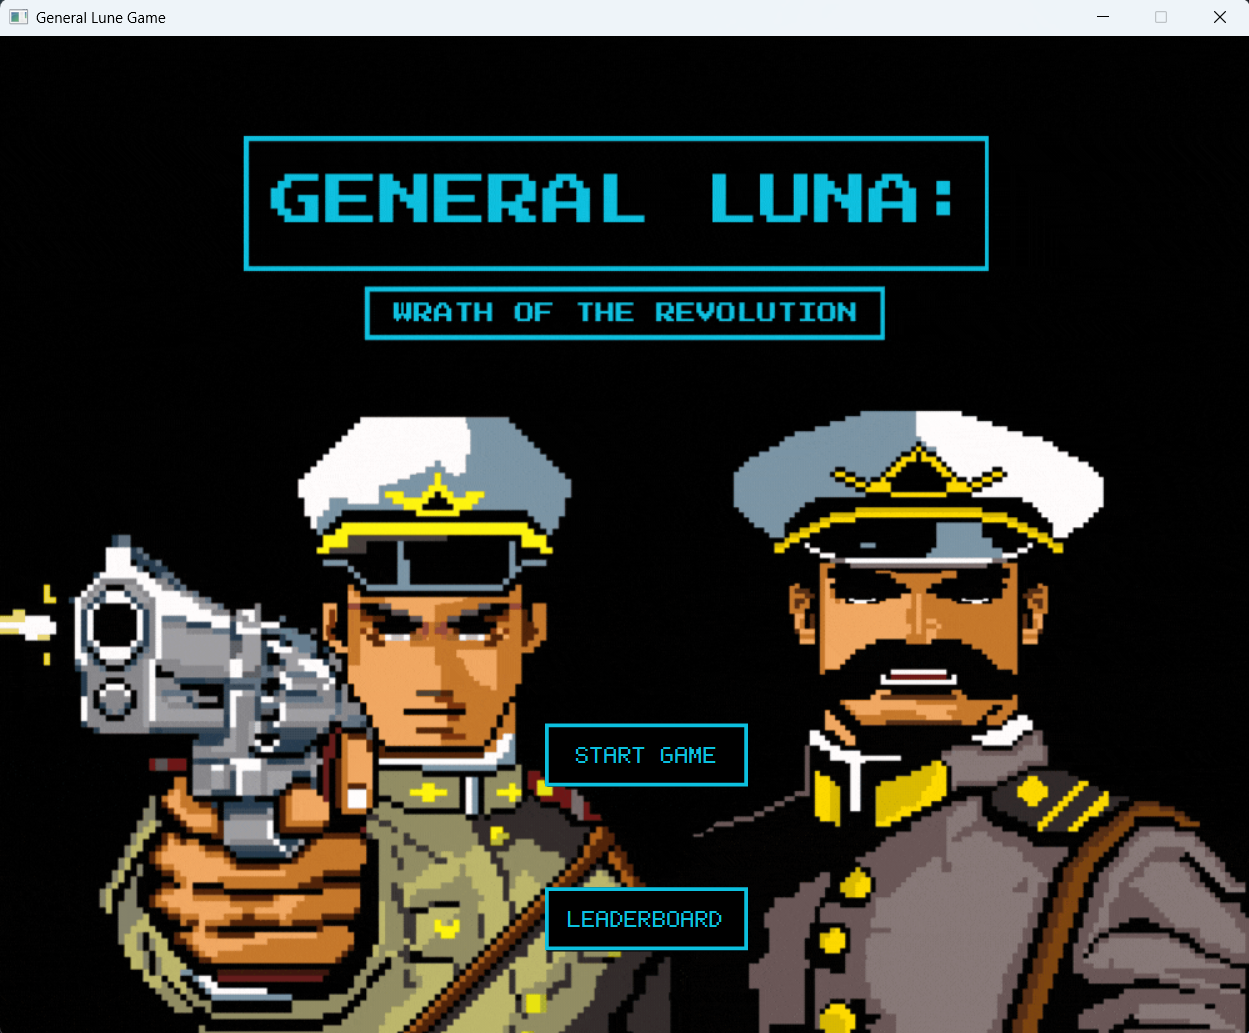 General Lune Game
GENERAL LUNA:
WRATH OF THE REVOLUTION
START GAME
LEADERBOARD